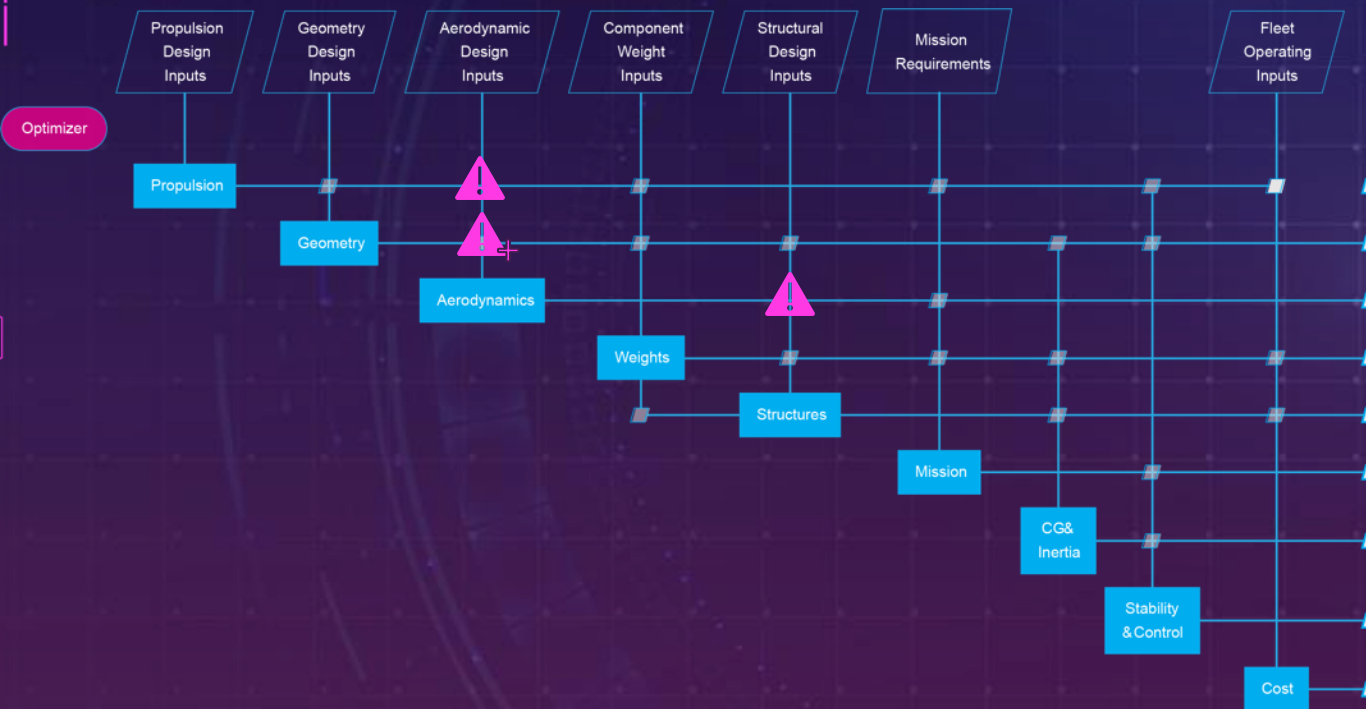 Propulsion
Design
Inputs
Geometry
Design
Inputs
Aerodynamic
Design
Inputs
Component
Weight
Inputs
Structural
Design
Inputs
Mission
Requirements
Fleet
Operating
Inputs
Optimizer
Propulsion
Geometry
Aerodynamics
Weights
Structures
Mission
CG&
Inertia
Stability
&Control
Cost